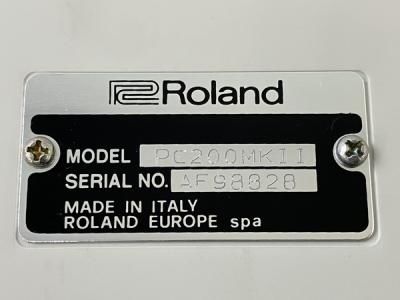 Roland
MODEL PC200MKII
SERIAL NO. AF98828
MADE IN ITALY
ROLAND EUROPE spa